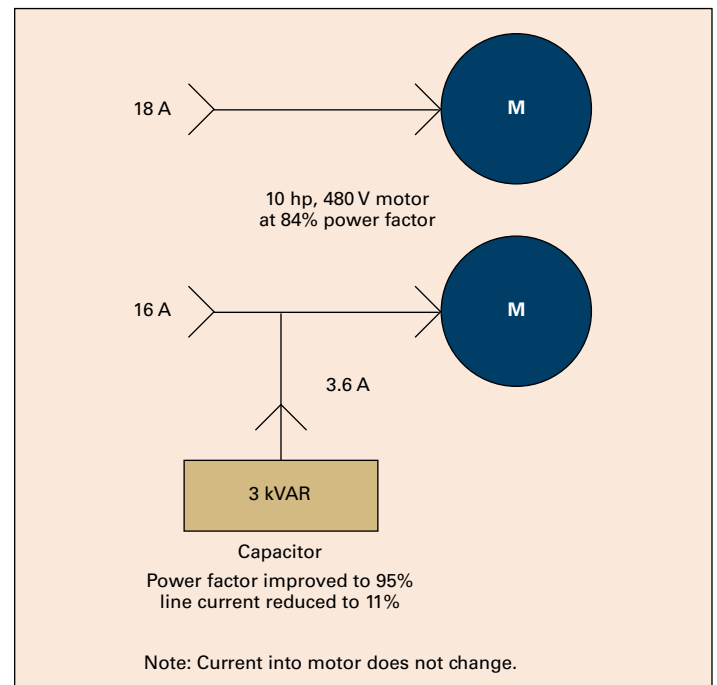 18 A
M
10 hp, 480 V motor
at 84% power factor
16 A
M
3.6 A
3 kVAR
Capacitor
Power factor improved to 95%
line current reduced to 11%
Note: Current into motor does not change.